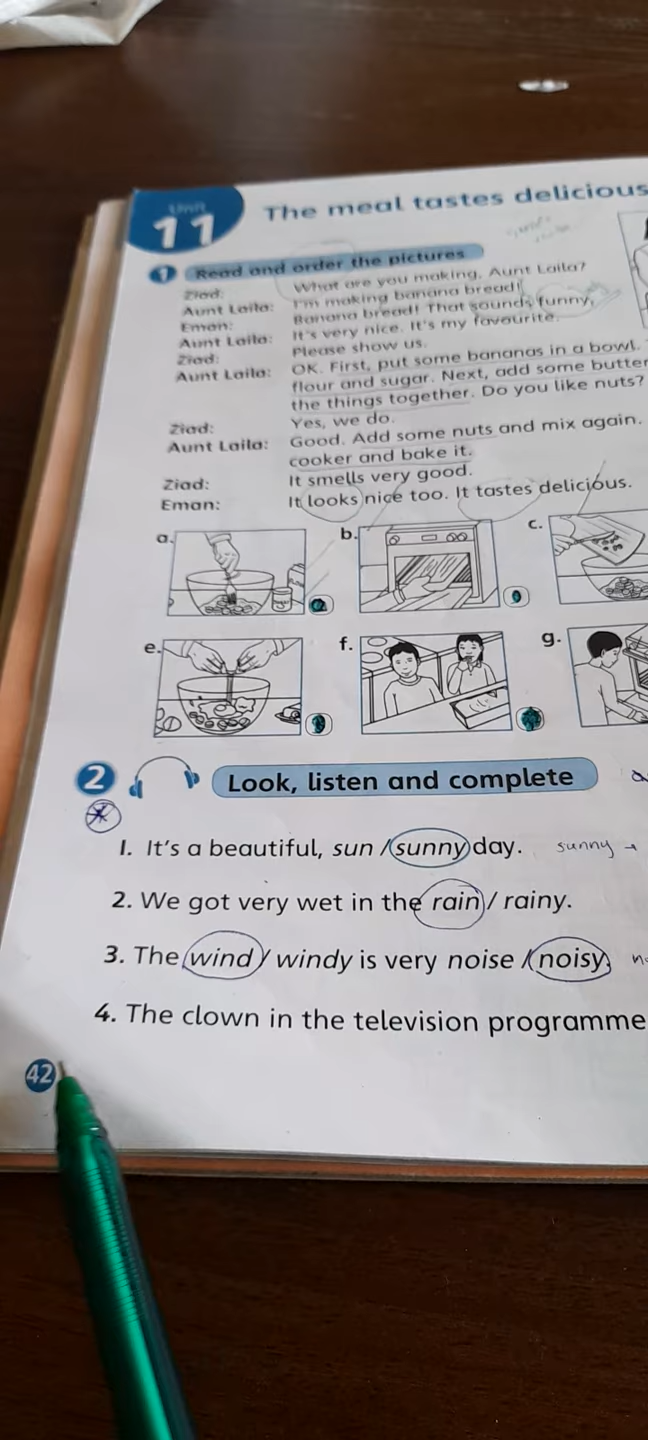 Unit
11
The meal tastes delicious
1 Read and order the pictures
Ziad: What are you making, Aunt Laila?
Aunt Laila: I'm making banana bread!
Eman: Banana bread! That sounds funny.
Aunt Laila: It's very nice. It's my favourite.
Ziad: Please show us.
Aunt Laila: OK. First, put some bananas in a bowl.
flour and sugar. Next, add some butter
the things together. Do you like nuts?
Ziad: Yes, we do.
Aunt Laila: Good. Add some nuts and mix again.
cooker and bake it.
Ziad: It smells very good.
Eman: It looks nice too. It tastes delicious.
a. b. c.
e. f. g.
2 Look, listen and complete
1. It's a beautiful, sun / sunny day. sunny →
2. We got very wet in the rain / rainy.
3. The wind / windy is very noise / noisy.
4. The clown in the television programme
42